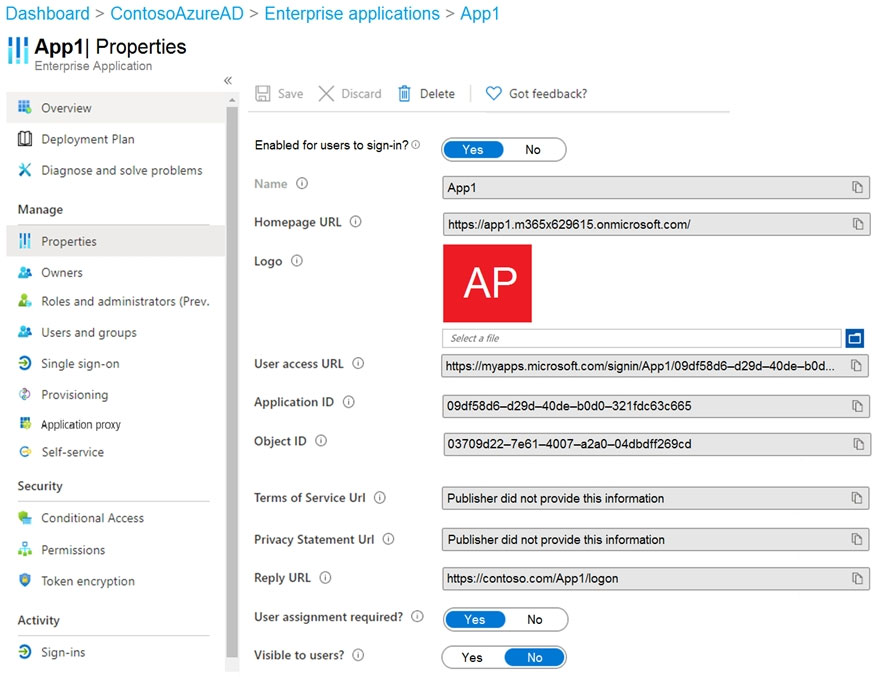 Dashboard > ContosoAzureAD > Enterprise applications > App1
App1| Properties
Enterprise Application
«
Overview
Deployment Plan
Diagnose and solve problems
Manage
Properties
Owners
Roles and administrators (Prev.
Users and groups
Single sign-on
Provisioning
Application proxy
Self-service
Security
Conditional Access
Permissions
Token encryption
Activity
Sign-ins
Save Discard Delete Got feedback?
Enabled for users to sign-in? Yes No
Name App1
Homepage URL https://app1.m365x629615.onmicrosoft.com/
Logo AP
Select a file
User access URL https://myapps.microsoft.com/signin/App1/09df58d6–d29d–40de–b0d...
Application ID 09df58d6–d29d–40de–b0d0–321fdc63c665
Object ID 03709d22–7e61–4007–a2a0–04dbdff269cd
Terms of Service Url Publisher did not provide this information
Privacy Statement Url Publisher did not provide this information
Reply URL https://contoso.com/App1/logon
User assignment required? Yes No
Visible to users? Yes No